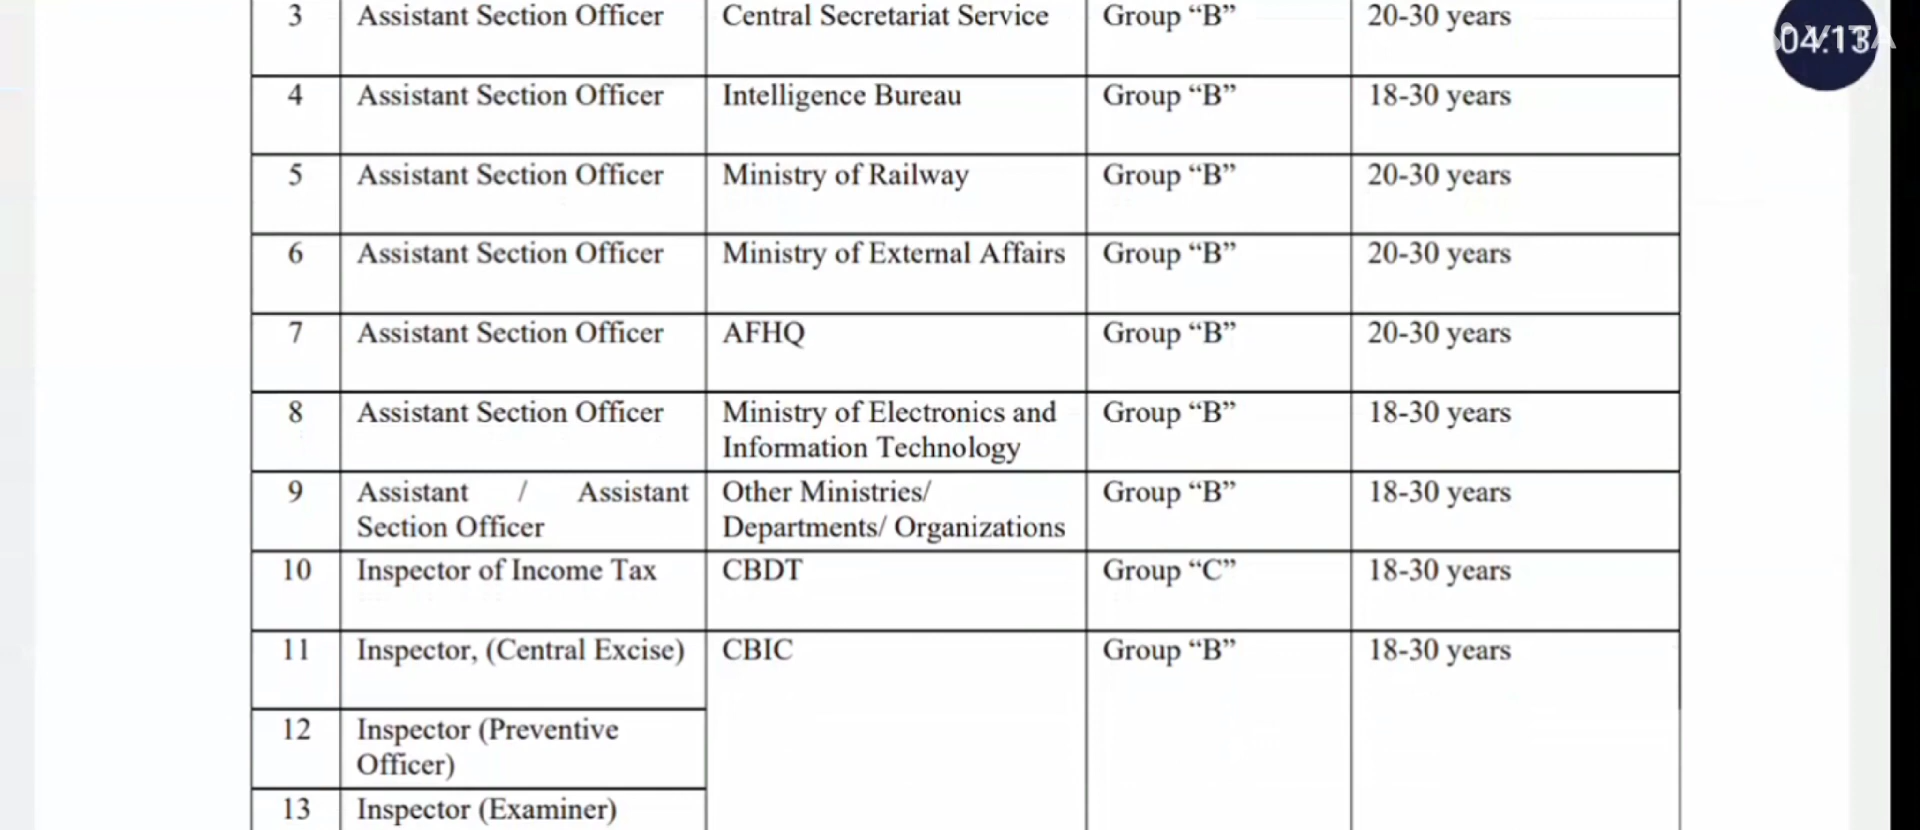 3 Assistant Section Officer Central Secretariat Service Group “B” 20-30 years
4 Assistant Section Officer Intelligence Bureau Group “B” 18-30 years
5 Assistant Section Officer Ministry of Railway Group “B” 20-30 years
6 Assistant Section Officer Ministry of External Affairs Group “B” 20-30 years
7 Assistant Section Officer AFHQ Group “B” 20-30 years
8 Assistant Section Officer Ministry of Electronics and Group “B” 18-30 years
Information Technology
9 Assistant / Assistant Other Ministries/ Group “B” 18-30 years
Section Officer Departments/ Organizations
10 Inspector of Income Tax CBDT Group “C” 18-30 years
11 Inspector, (Central Excise) CBIC Group “B” 18-30 years
12 Inspector (Preventive
Officer)
13 Inspector (Examiner)
04:13